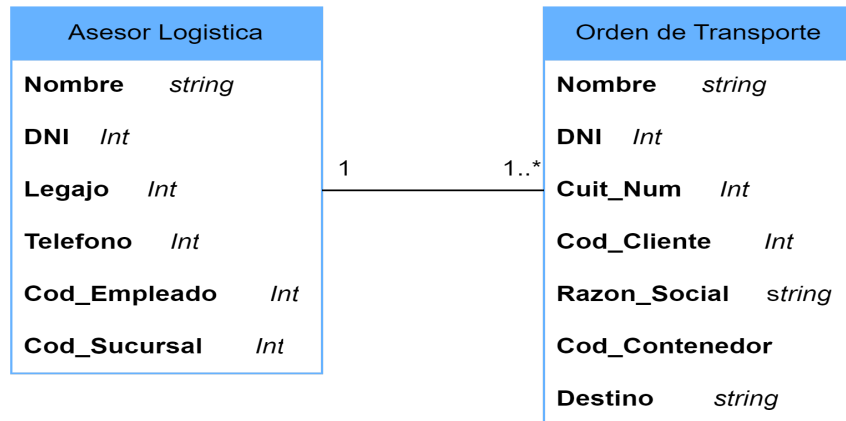 Asesor Logistica
Nombre string
DNI Int
Legajo Int
Telefono Int
Cod_Empleado Int
Cod_Sucursal Int
1
1..*
Orden de Transporte
Nombre string
DNI Int
Cuit_Num Int
Cod_Cliente Int
Razon_Social string
Cod_Contenedor
Destino string